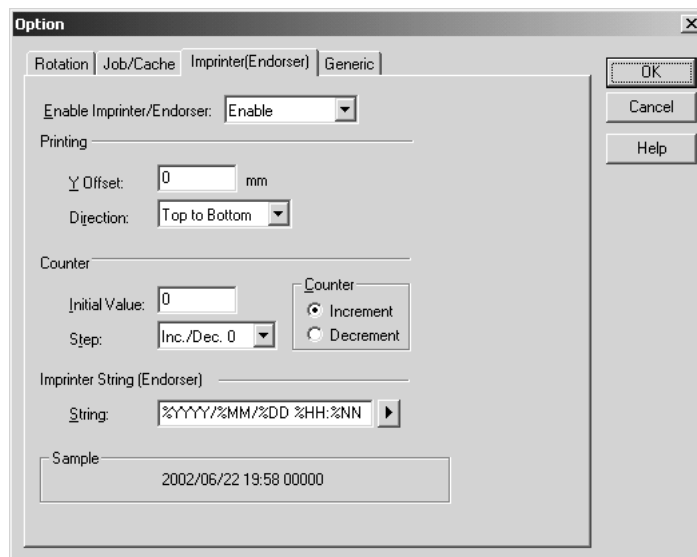 Option
Rotation Job/Cache Imprinter(Endorser) Generic
OK
Cancel
Help
Enable Imprinter/Endorser: Enable
Printing
Y Offset: 0 mm
Direction: Top to Bottom
Counter
Initial Value: 0
Step: Inc./Dec. 0
Counter
Increment
Decrement
Imprinter String (Endorser)
String: %YYYY/%MM/%DD %HH:%NN
Sample
2002/06/22 19:58 00000